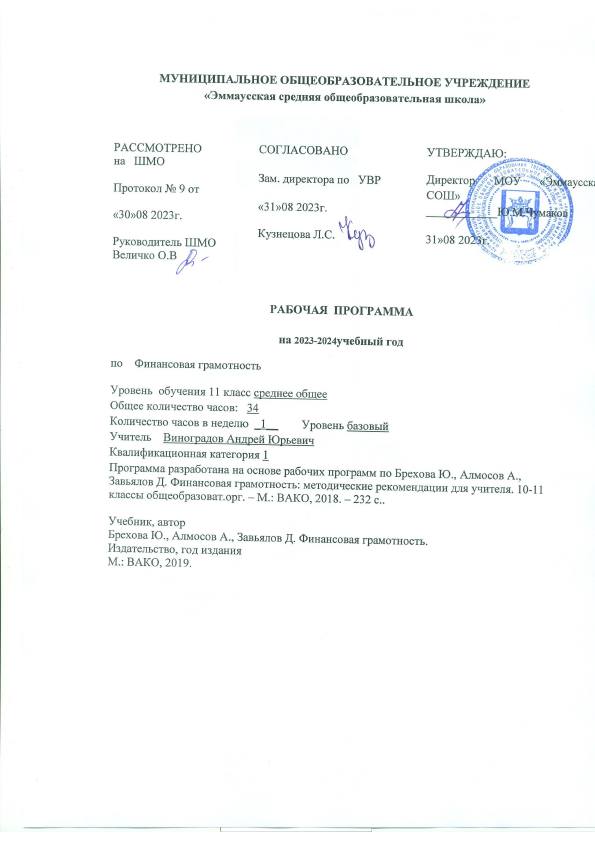 МУНИЦИПАЛЬНОЕ ОБЩЕОБРАЗОВАТЕЛЬНОЕ УЧРЕЖДЕНИЕ
«Эммаусская средняя общеобразовательная школа»
РАССМОТРЕНО
на ШМО
Протокол № 9 от
«30»08 2023г.
Руководитель ШМО
Величко О.В
СОГЛАСОВАНО
Зам. директора по УВР
«31»08 2023г.
Кузнецова Л.С.
УТВЕРЖДАЮ:
Директор МОУ «Эммаусская
СОШ»
Ю.М.Чумаков
31»08 2023г.
РАБОЧАЯ ПРОГРАММА
на 2023-2024учебный год
по Финансовая грамотность
Уровень обучения 11 класс среднее общее
Общее количество часов: 34
Количество часов в неделю _1__ Уровень базовый
Учитель Виноградов Андрей Юрьевич
Квалификационная категория 1
Программа разработана на основе рабочих программ по Брехова Ю., Алмосов А.,
Завьялов Д. Финансовая грамотность: методические рекомендации для учителя. 10-11
классы общеобразоват.орг. – М.: ВАКО, 2018. – 232 с..
Учебник, автор
Брехова Ю., Алмосов А., Завьялов Д. Финансовая грамотность.
Издательство, год издания
М.: ВАКО, 2019.